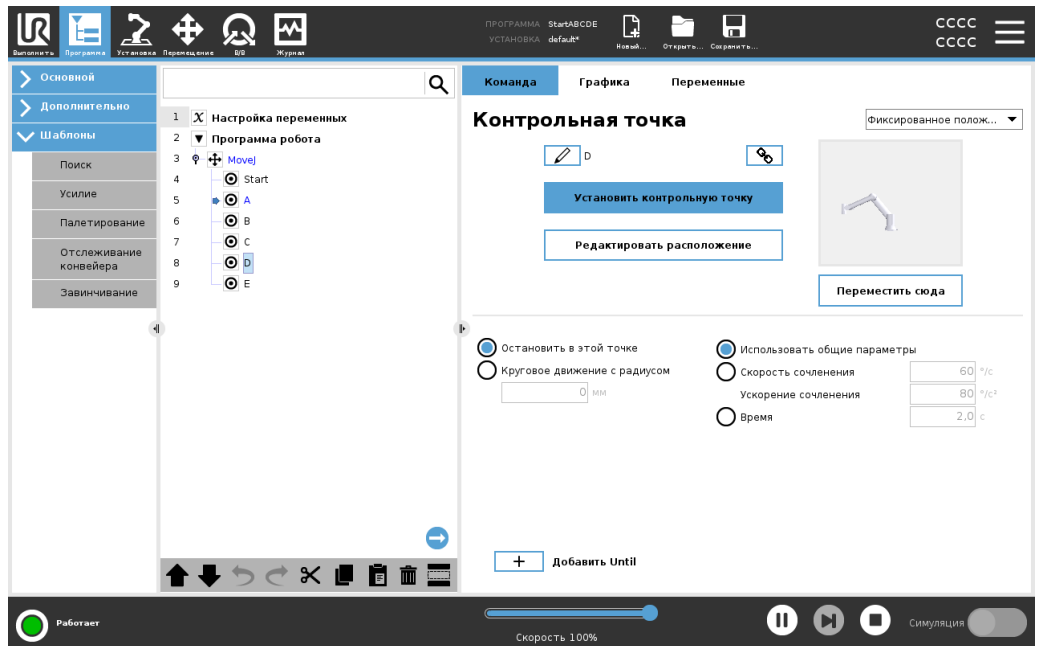 UR
Выполнить
Программа
Установка
Перемещение
В/В
Журнал
ПРОГРАММА StartABCDE
УСТАНОВКА default*
Новый...
Открыть...
Сохранить...
CCCC
CCCC
Основной
Дополнительно
Шаблоны
Поиск
Усилие
Палетирование
Отслеживание
конвейера
Завинчивание
1 X Настройка переменных
2 Программа робота
3 MoveJ
4 Start
5 A
6 B
7 C
8 D
9 E
Команда Графика Переменные
Контрольная точка
Фиксированное полож...
D
Установить контрольную точку
Редактировать расположение
Переместить сюда
Остановить в этой точке
Круговое движение с радиусом
0 мм
Использовать общие параметры
Скорость сочленения 60 °/с
Ускорение сочленения 80 °/с²
Время 2,0 с
+ Добавить Until
Работает
Скорость 100%
Симуляция